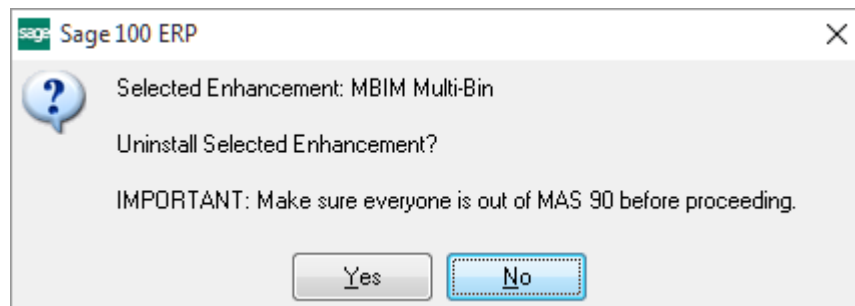 sage Sage 100 ERP
Selected Enhancement: MBIM Multi-Bin
Uninstall Selected Enhancement?
IMPORTANT: Make sure everyone is out of MAS 90 before proceeding.
Yes No